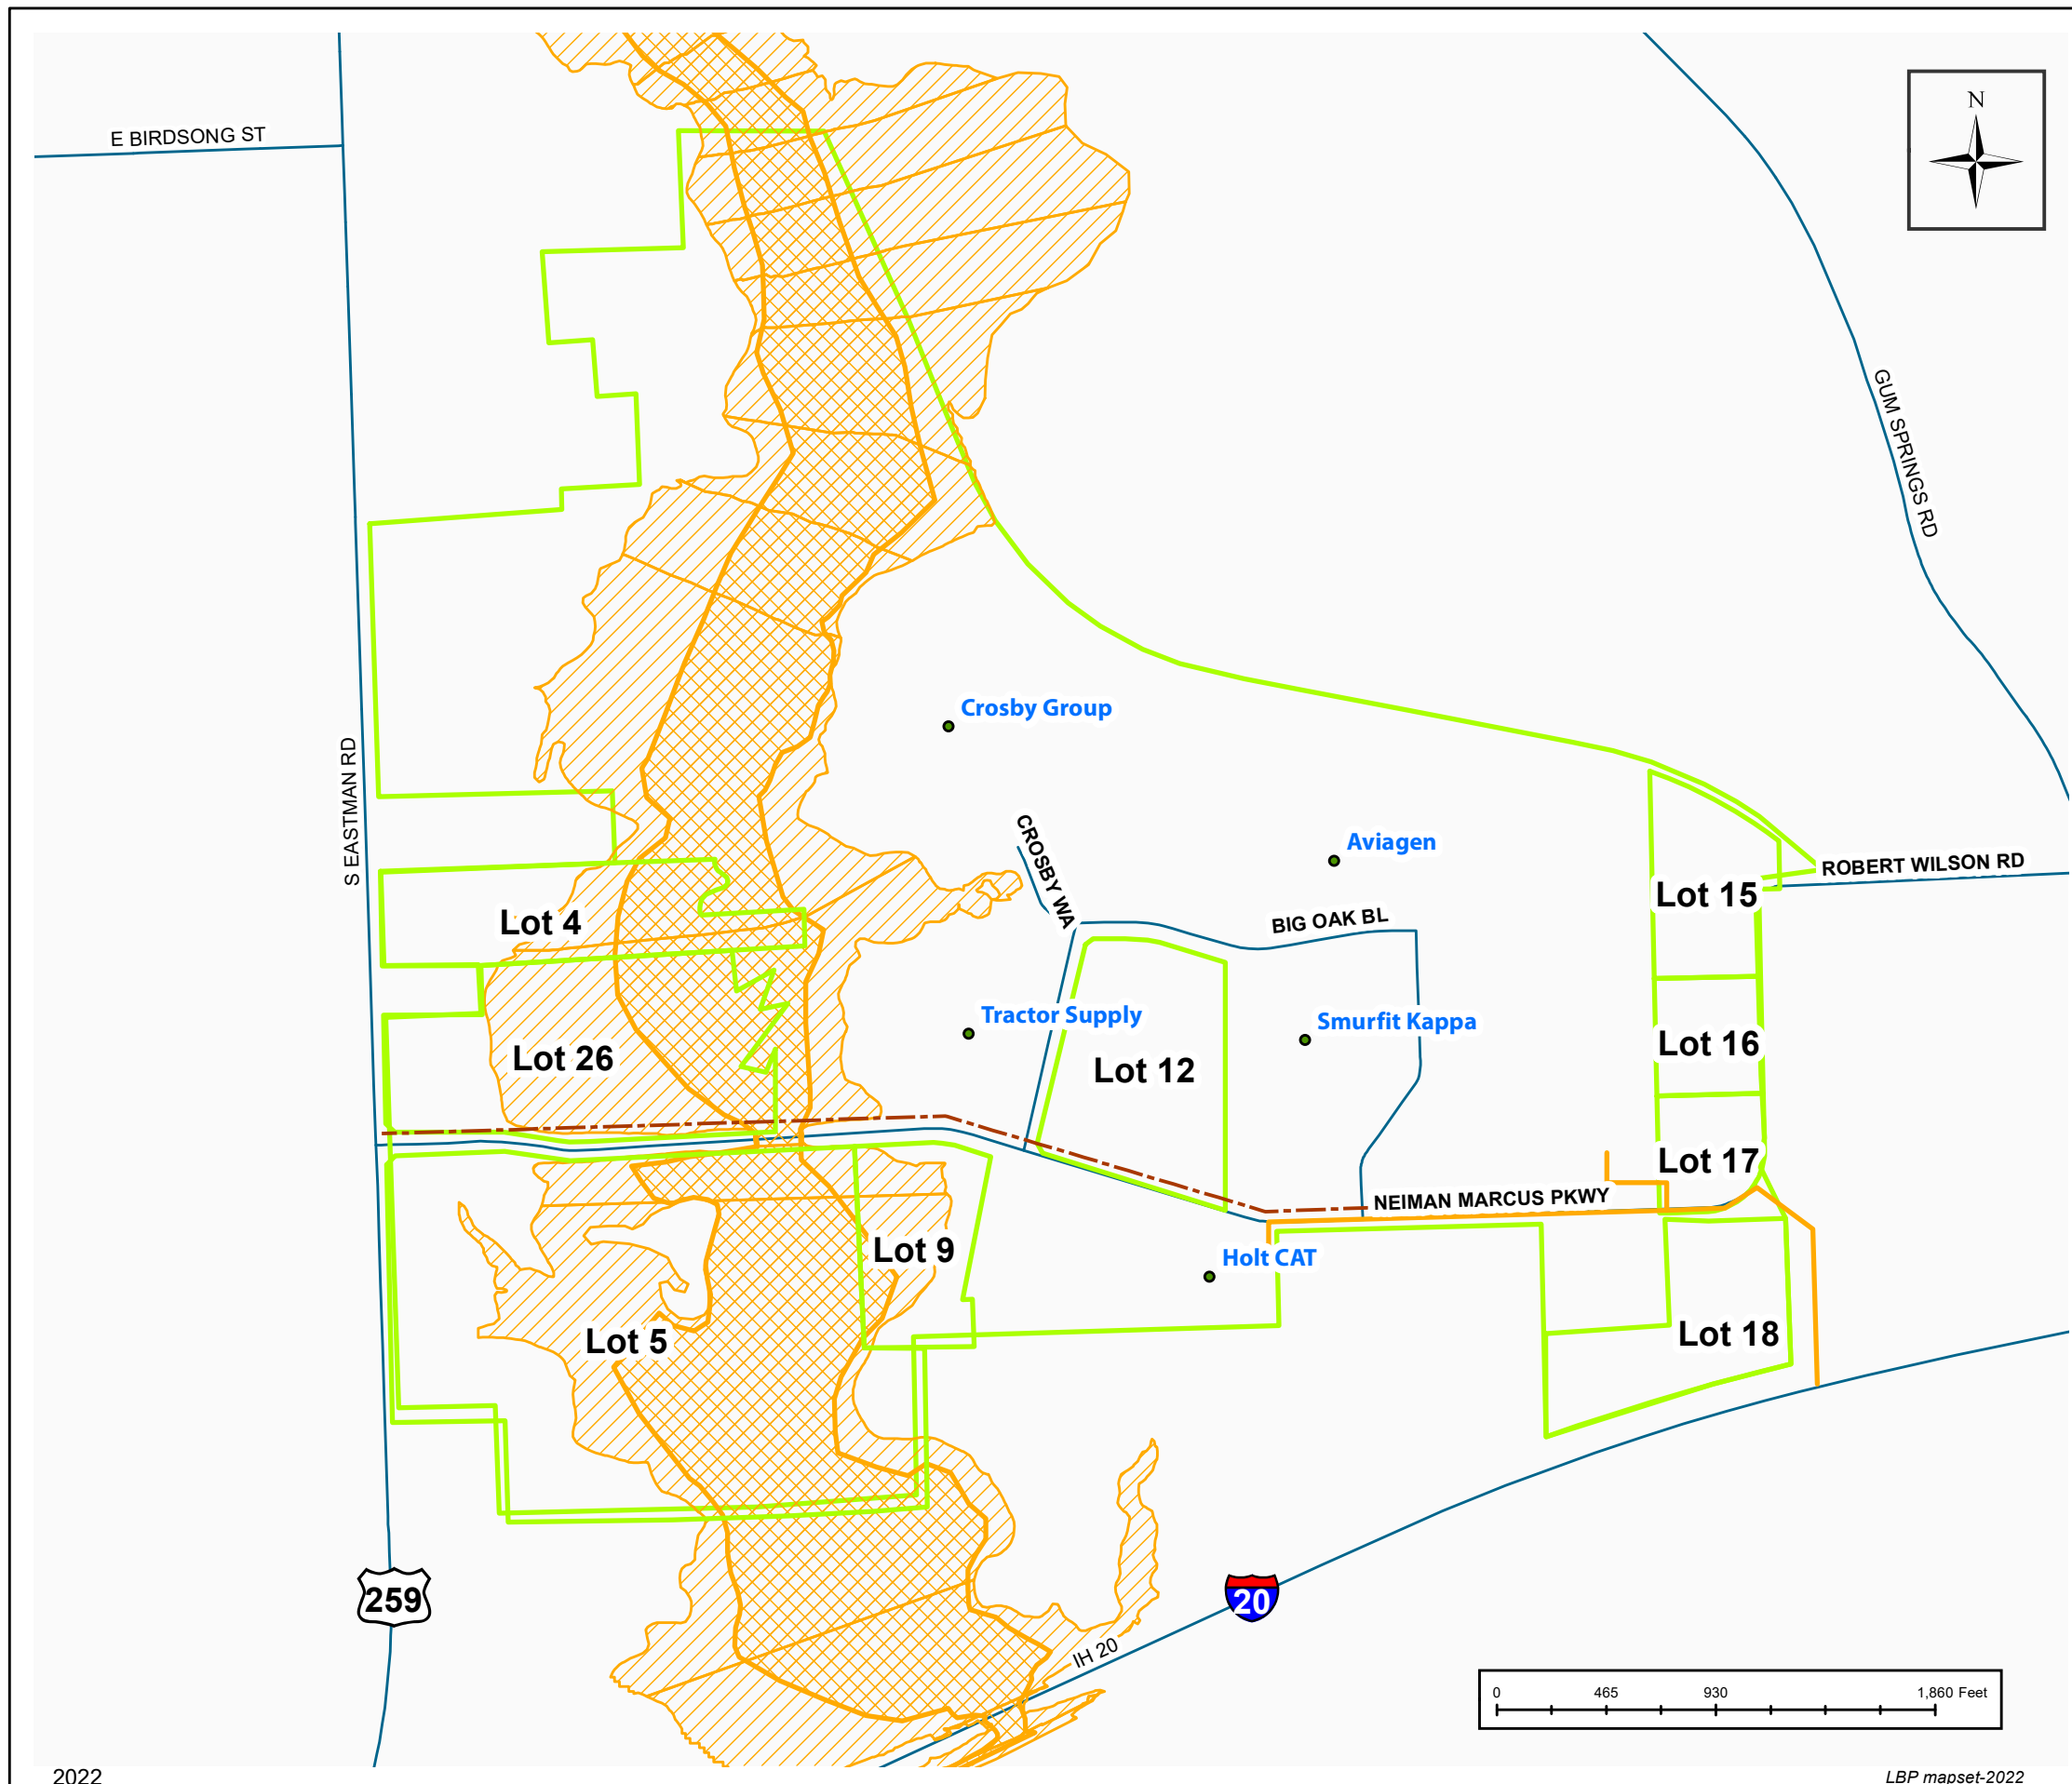 N
E BIRDSONG ST
GUM SPRINGS RD
Crosby Group
S EASTMAN RD
CROSBY WA
Aviagen
ROBERT WILSON RD
Lot 15
Lot 4
BIG OAK BL
Tractor Supply
Smurfit Kappa
Lot 16
Lot 26
Lot 12
Lot 17
NEIMAN MARCUS PKWY
Lot 9
Holt CAT
Lot 5
Lot 18
259
20
IH 20
0 465 930 1,860 Feet
2022
LBP mapset-2022